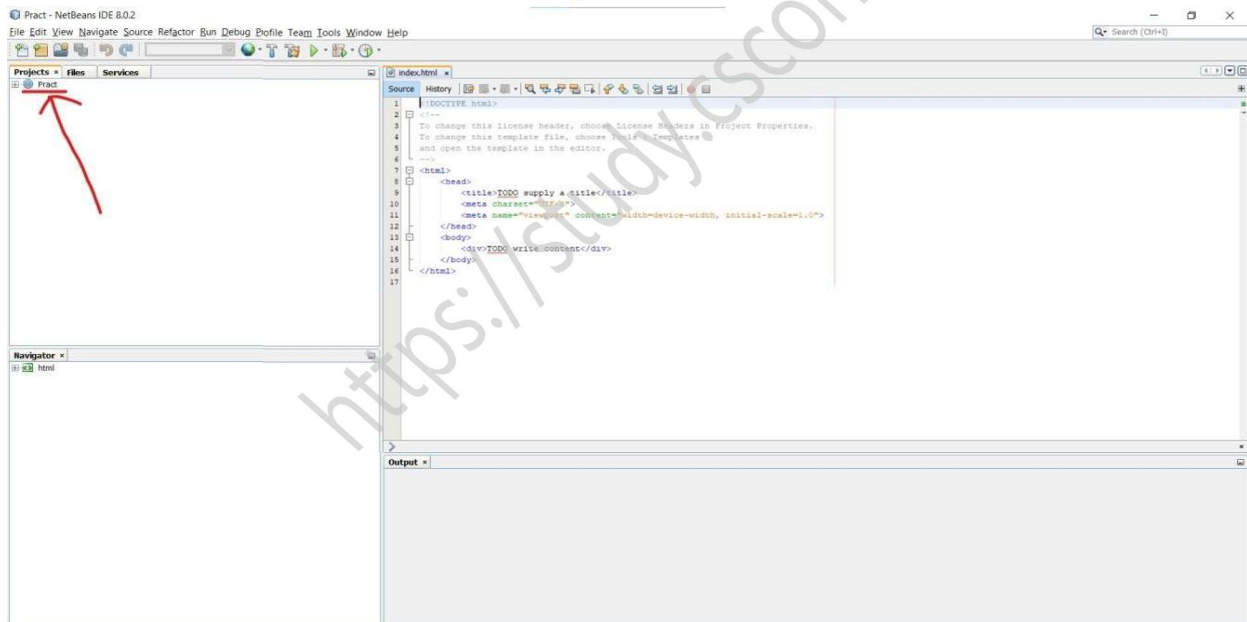 Pract - NetBeans IDE 8.0.2
File Edit View Navigate Source Refactor Run Debug Profile Team Tools Window Help
Search (Ctrl+I)
Projects × Files Services
Pract
index.html ×
Source History
1 <!DOCTYPE html>
2 <!--
3 To change this license header, choose License Headers in Project Properties.
4 To change this template file, choose Tools | Templates
5 and open the template in the editor.
6 -->
7 <html>
8 <head>
9 <title>TODO supply a title</title>
10 <meta charset="UTF-8">
11 <meta name="viewport" content="width=device-width, initial-scale=1.0">
12 </head>
13 <body>
14 <div>TODO write content</div>
15 </body>
16 </html>
17
Navigator ×
html
Output ×
https://study.cscon